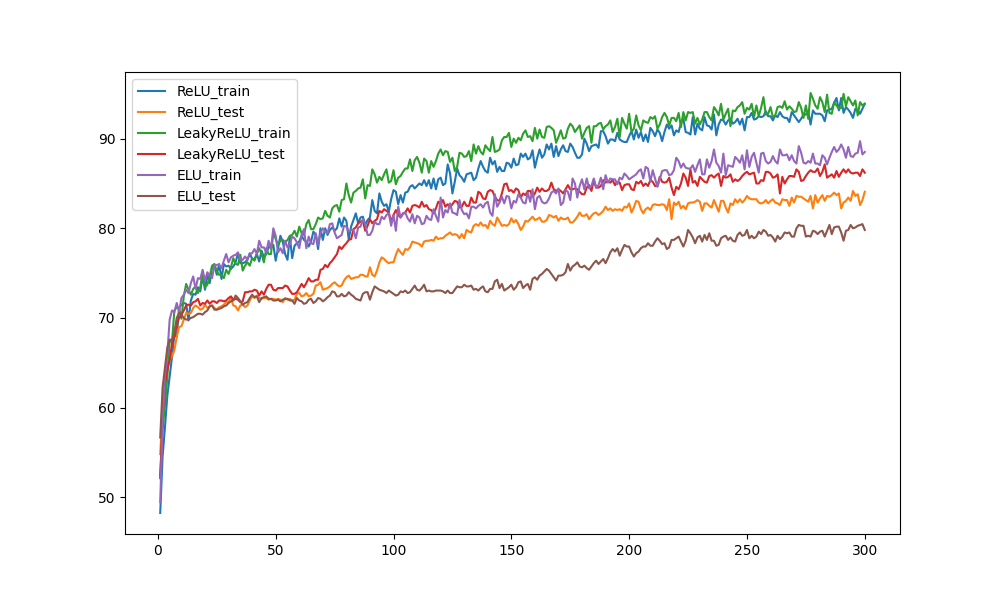 ReLU_train
ReLU_test
LeakyReLU_train
LeakyReLU_test
ELU_train
ELU_test
90
80
70
60
50
0 50 100 150 200 250 300